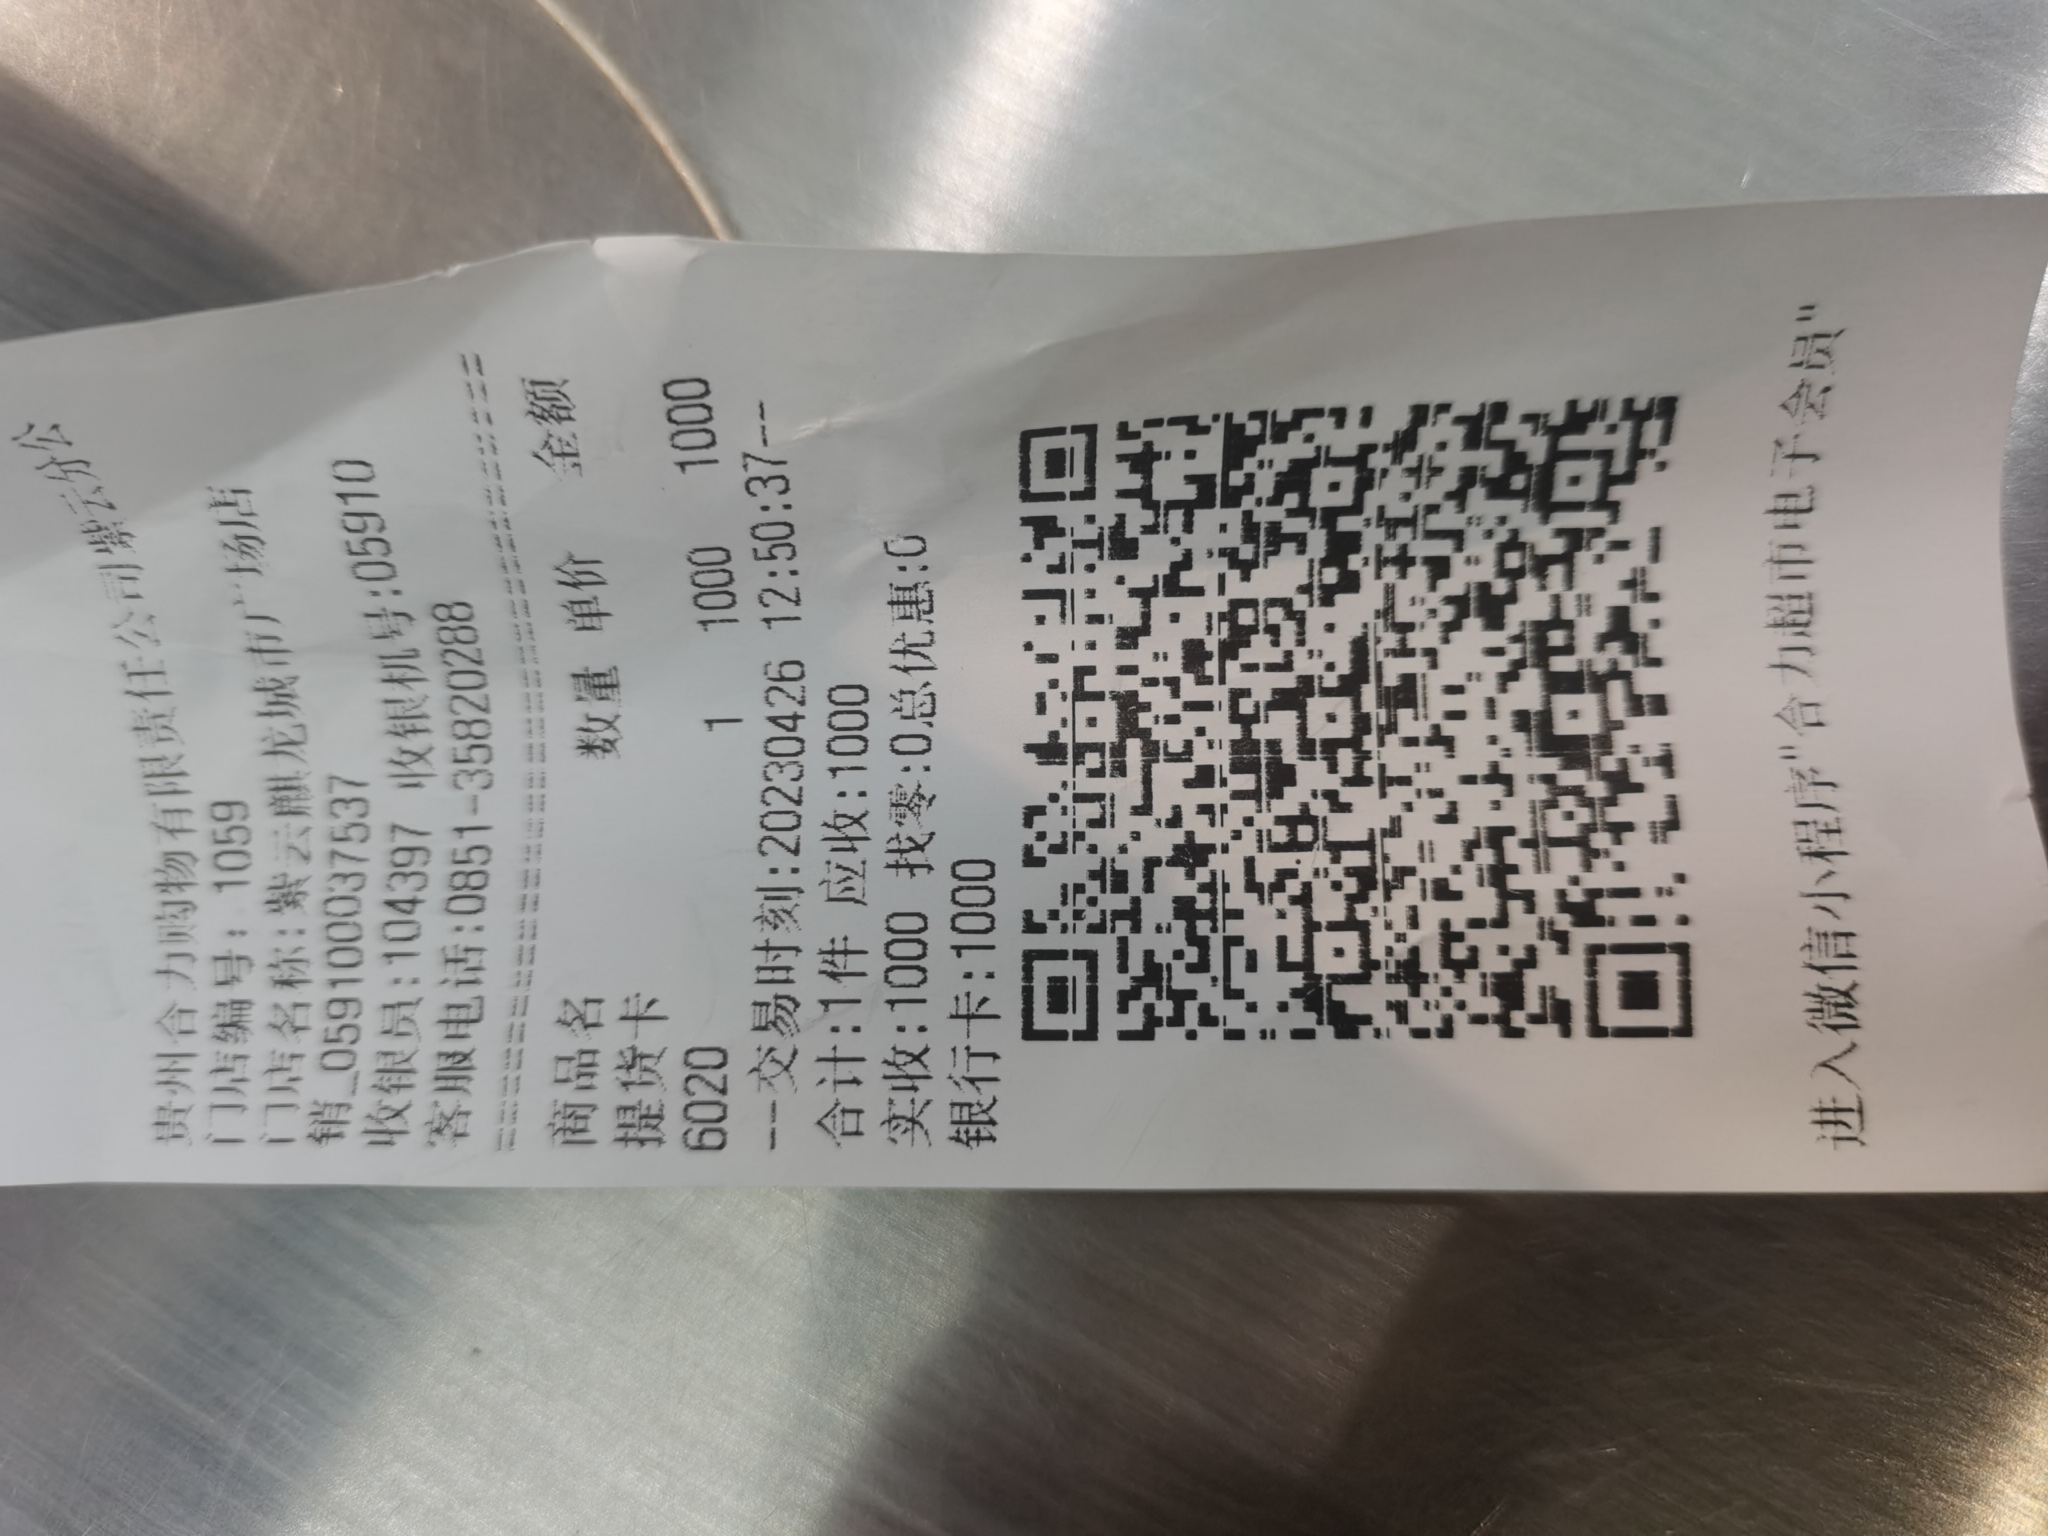 贵州合力购物有限责任公司紫云分公
门店编号: 1059
门店名称:紫云麒龙城市广场店
销_0591000037537
收银员:104397 收银机号:05910
客服电话:0851-35820288
商品名 数量 单价 金额
提货卡
6020 1 1000 1000
--交易时刻:20230426 12:50:37--
合计:1件 应收:1000
实收:1000 找零:0总优惠:0
银行卡:1000
进入微信小程序"合力超市电子会员"